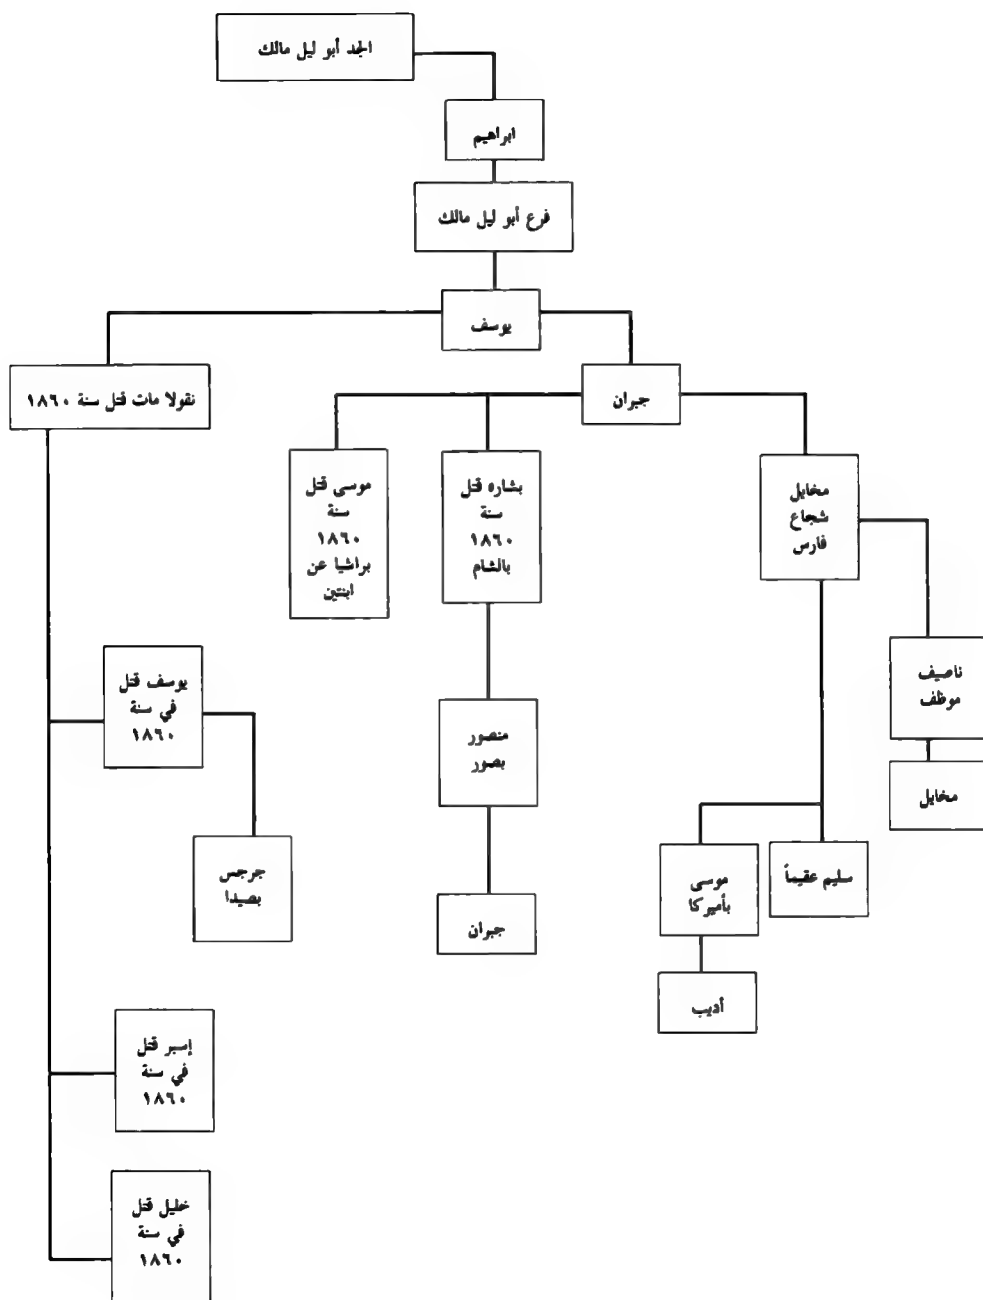 الجد أبو ليل مالك
ابراهيم
فرع أبو ليل مالك
يوسف
نقولا مات قتل سنة ١٨٦٠
جبران
موسى قتل
سنة
١٨٦٠
براشيا عن
ابنتين
بشاره قتل
سنة
١٨٦٠
بالشام
مخايل
شجاع
فارس
يوسف قتل
في سنة
١٨٦٠
ناصيف
موظف
منصور
بصور
مخايل
جرجس
بصيدا
موسى
بأميركا
سليم عقيماً
جبران
أديب
إسبر قتل
في سنة
١٨٦٠
خليل قتل
في سنة
١٨٦٠